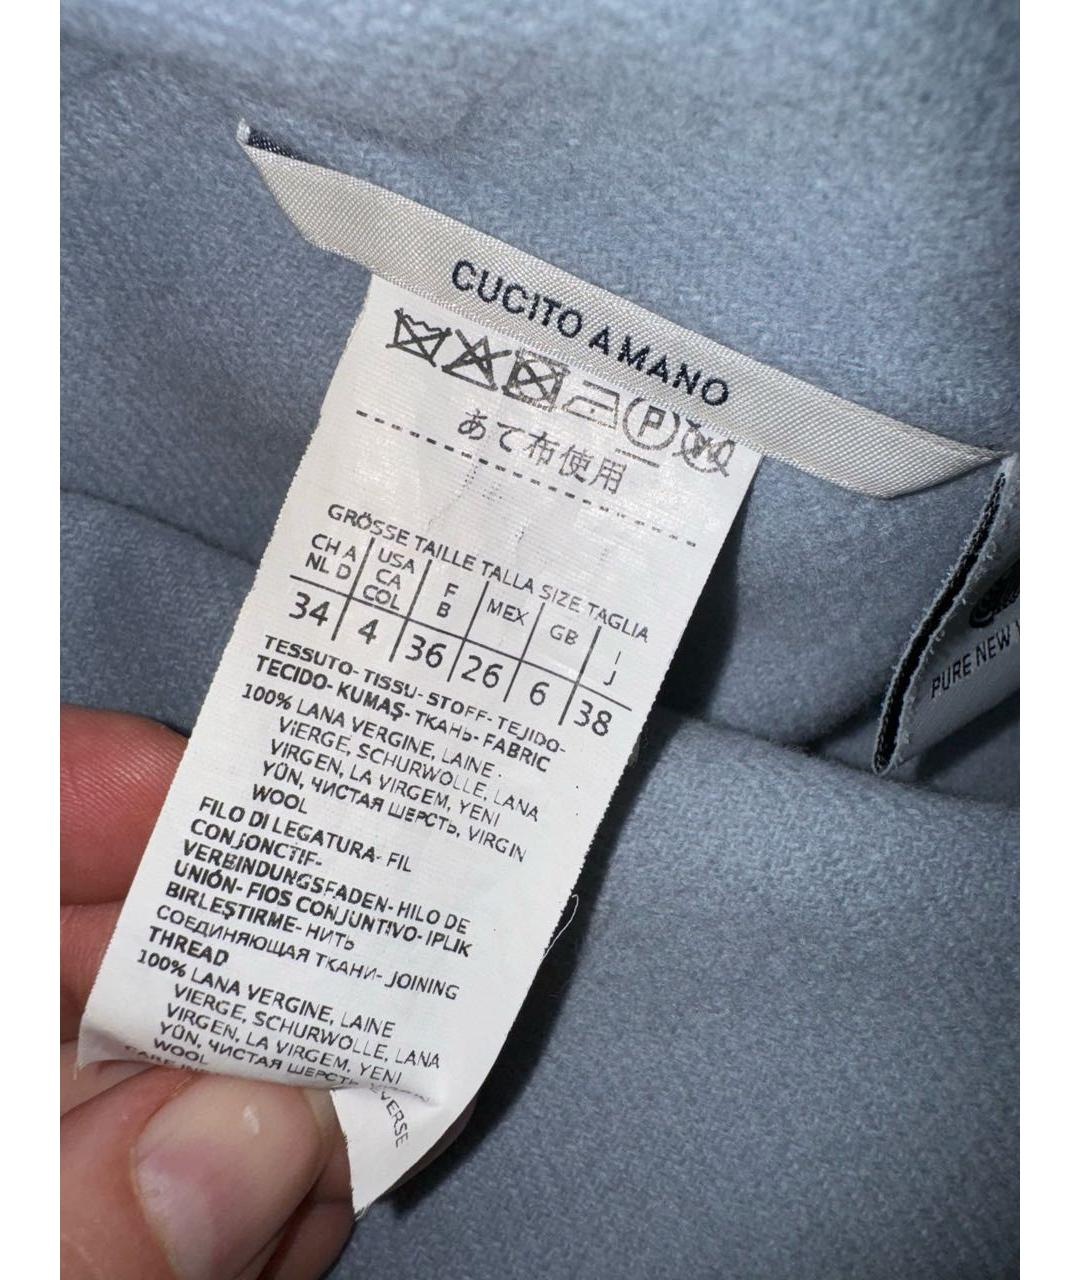 CUCITO A MANO
あて布使用
GRÖSSE TAILLE TALLA SIZE TAGLIA
CH A NL D USA CA COL F B MEX GB I J
34 4 36 26 6 38
TESSUTO-TISSU-STOFF-TEJIDO-
TECIDO-KUMAŞ-ТКАНЬ-FABRIC
100% LANA VERGINE, LAINE
VIERGE, SCHURWOLLE, LANA
VIRGEN, LA VIRGEM, YENI
YÜN, ЧИСТАЯ ШЕРСТЬ, VIRGIN
WOOL
FILO DI LEGATURA- FIL
CONJONCTIF-
VERBINDUNGSFADEN-HILO DE
UNIÓN- FIOS CONJUNTIVO-IPLIK
BIRLEŞTIRME-НИТЬ
СОЕДИНЯЮЩАЯ ТКАНИ-JOINING
THREAD
100% LANA VERGINE, LAINE
VIERGE, SCHURWOLLE, LANA
VIRGEN, LA VIRGEM, YENI
YÜN, ЧИСТАЯ ШЕРСТЬ,
WOOL
PURE NEW